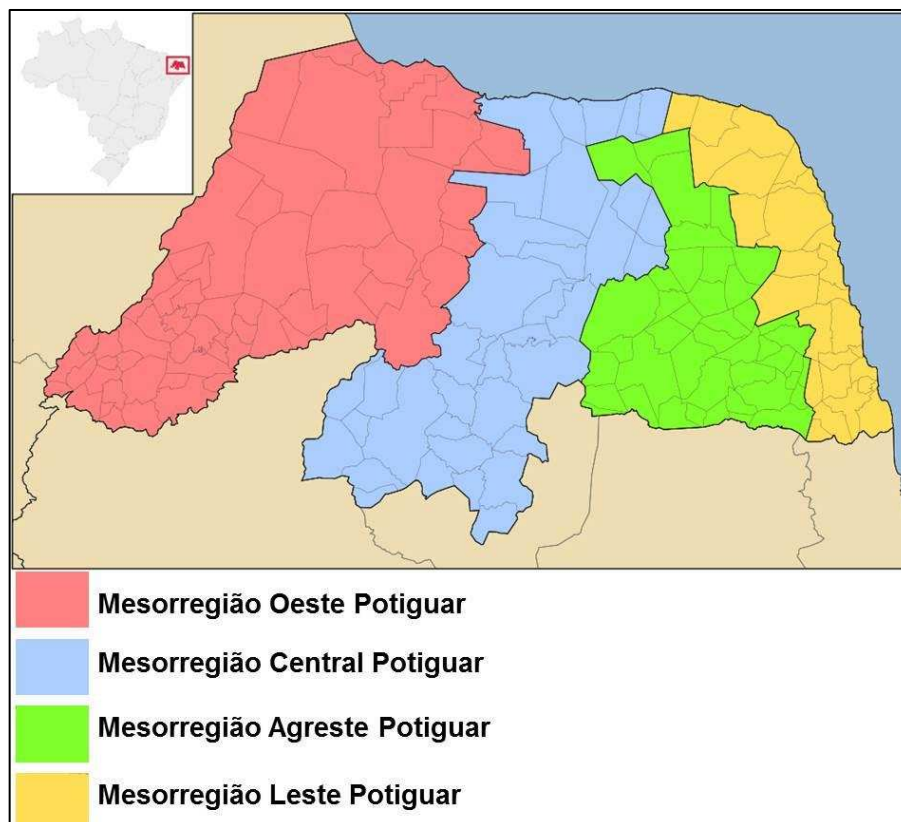 Mesorregião Oeste Potiguar
Mesorregião Central Potiguar
Mesorregião Agreste Potiguar
Mesorregião Leste Potiguar